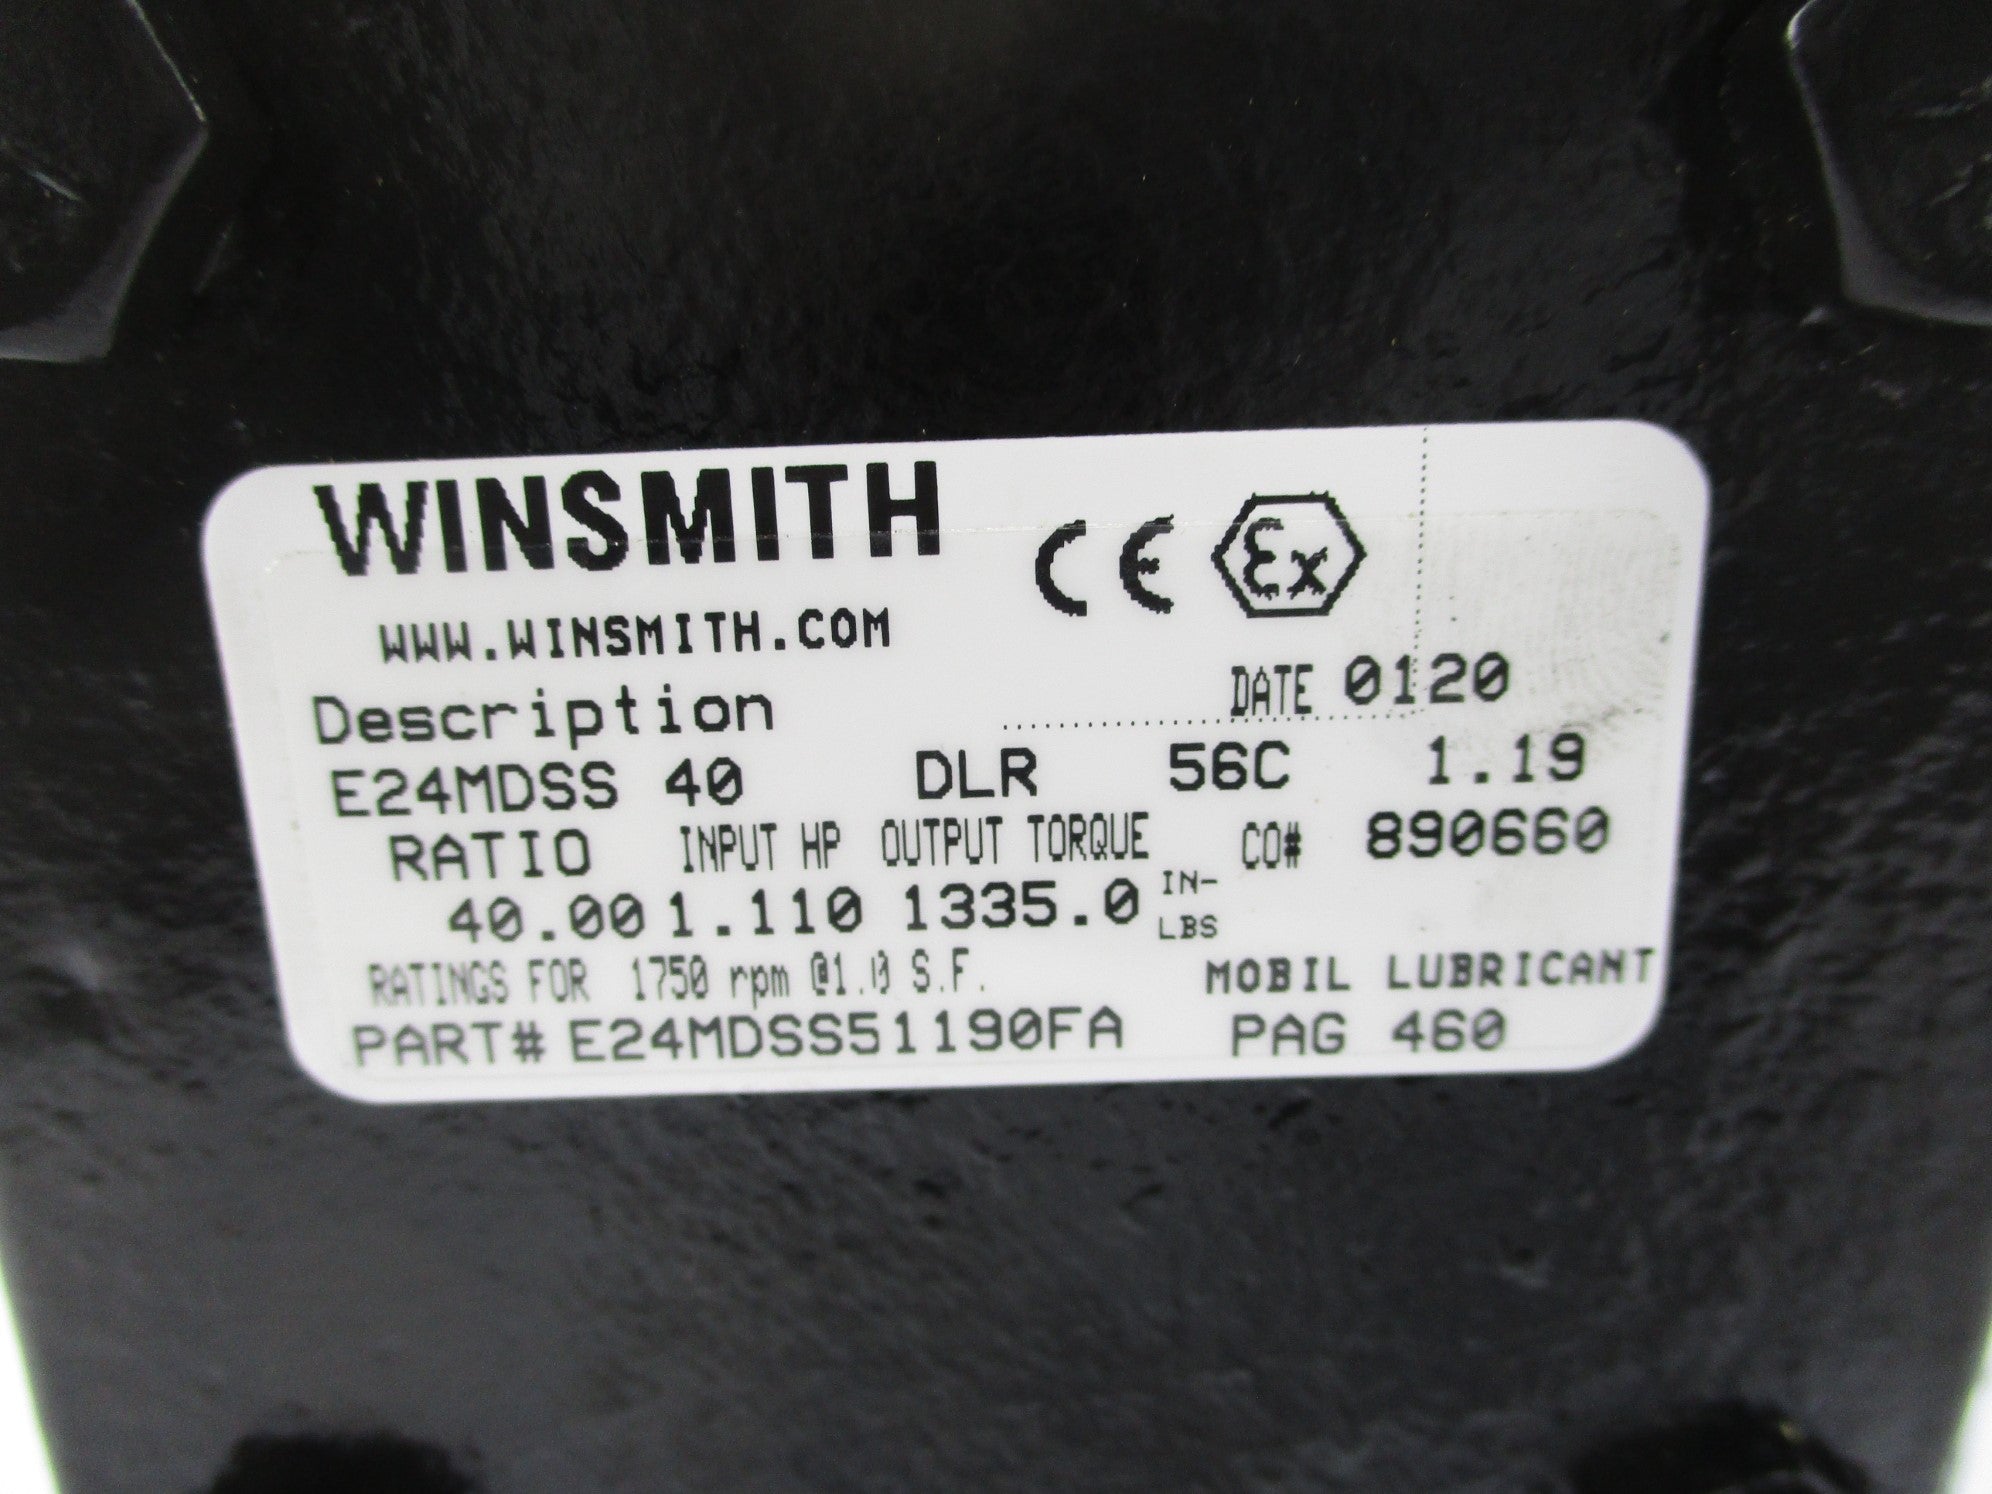 WINSMITH
CE Ex
WWW.WINSMITH.COM
Description DATE 0120
E24MDSS 40 DLR 56C 1.19
RATIO INPUT HP OUTPUT TORQUE CO# 890660
40.00 1.110 1335.0 IN-
LBS
RATINGS FOR 1750 rpm @1.0 S.F. MOBIL LUBRICANT
PART# E24MDSS51190FA PAG 460